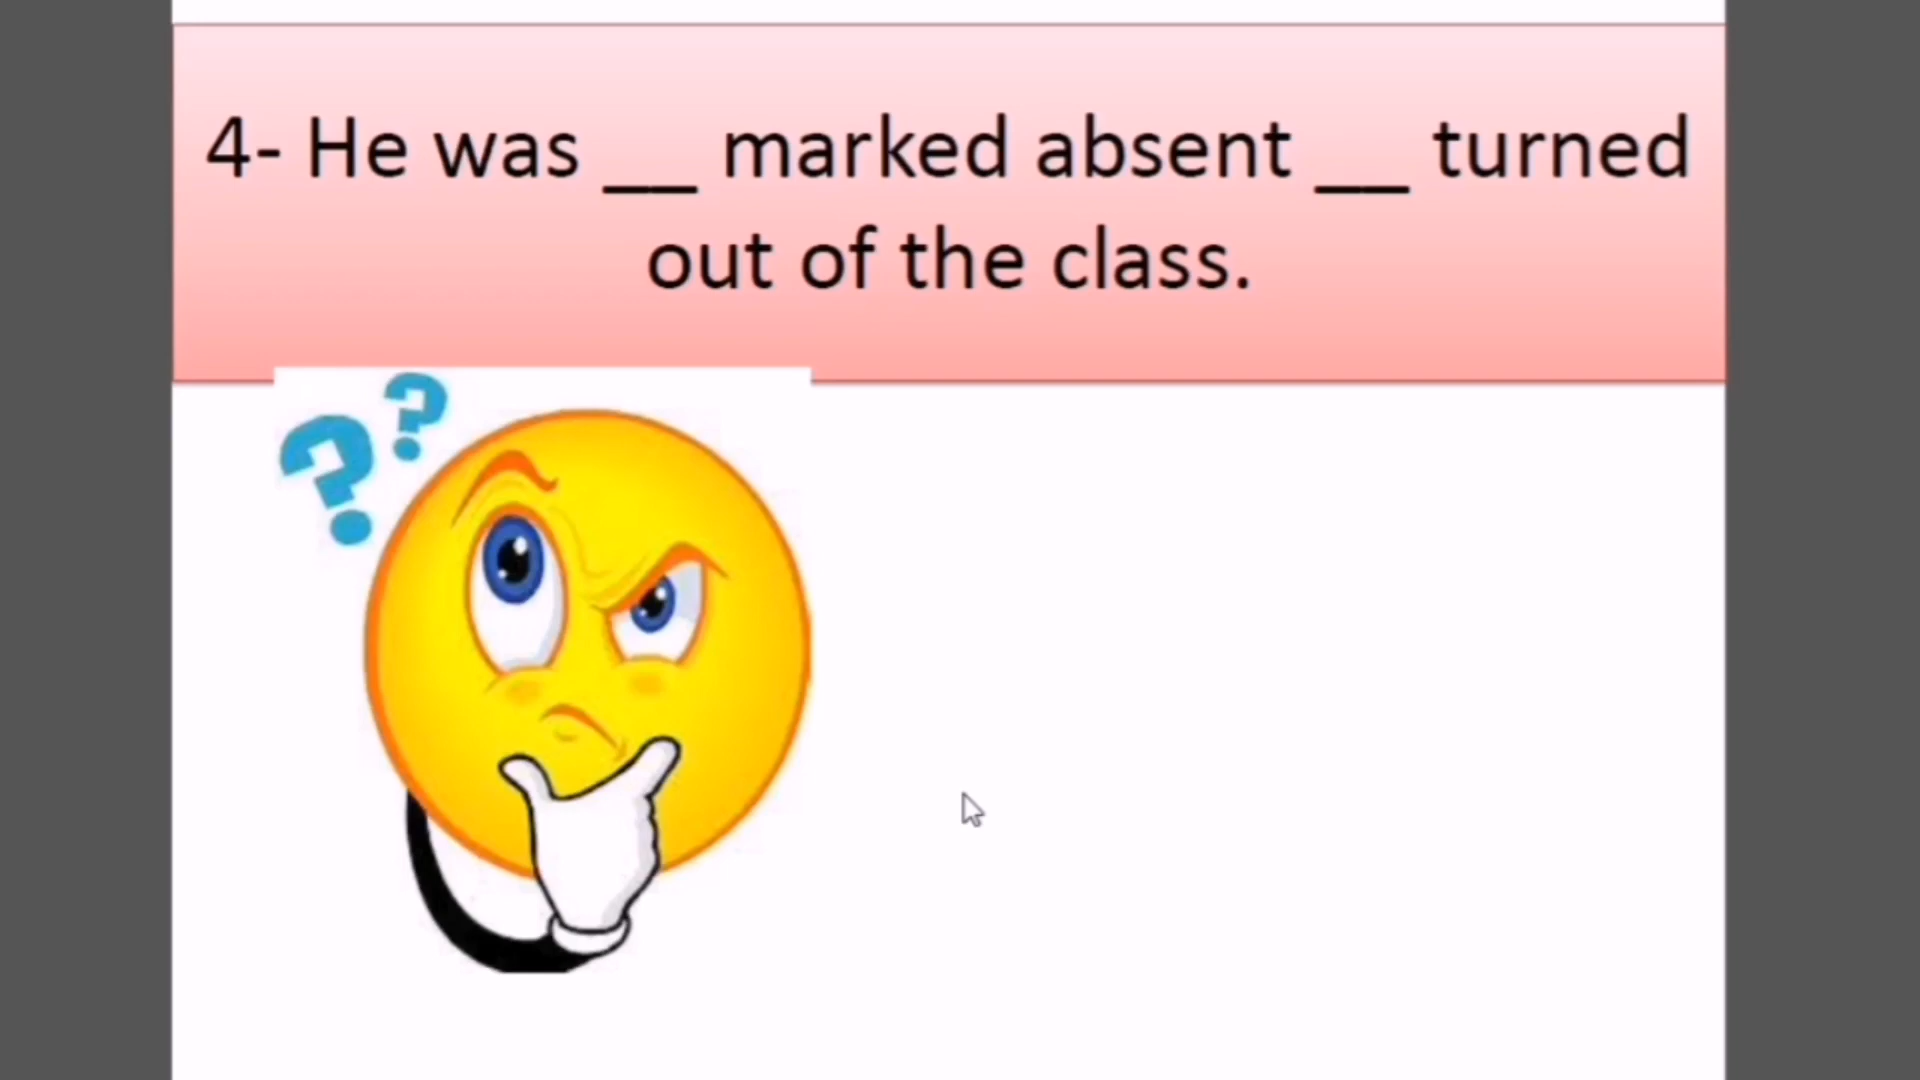 4- He was __ marked absent __ turned
out of the class.
??